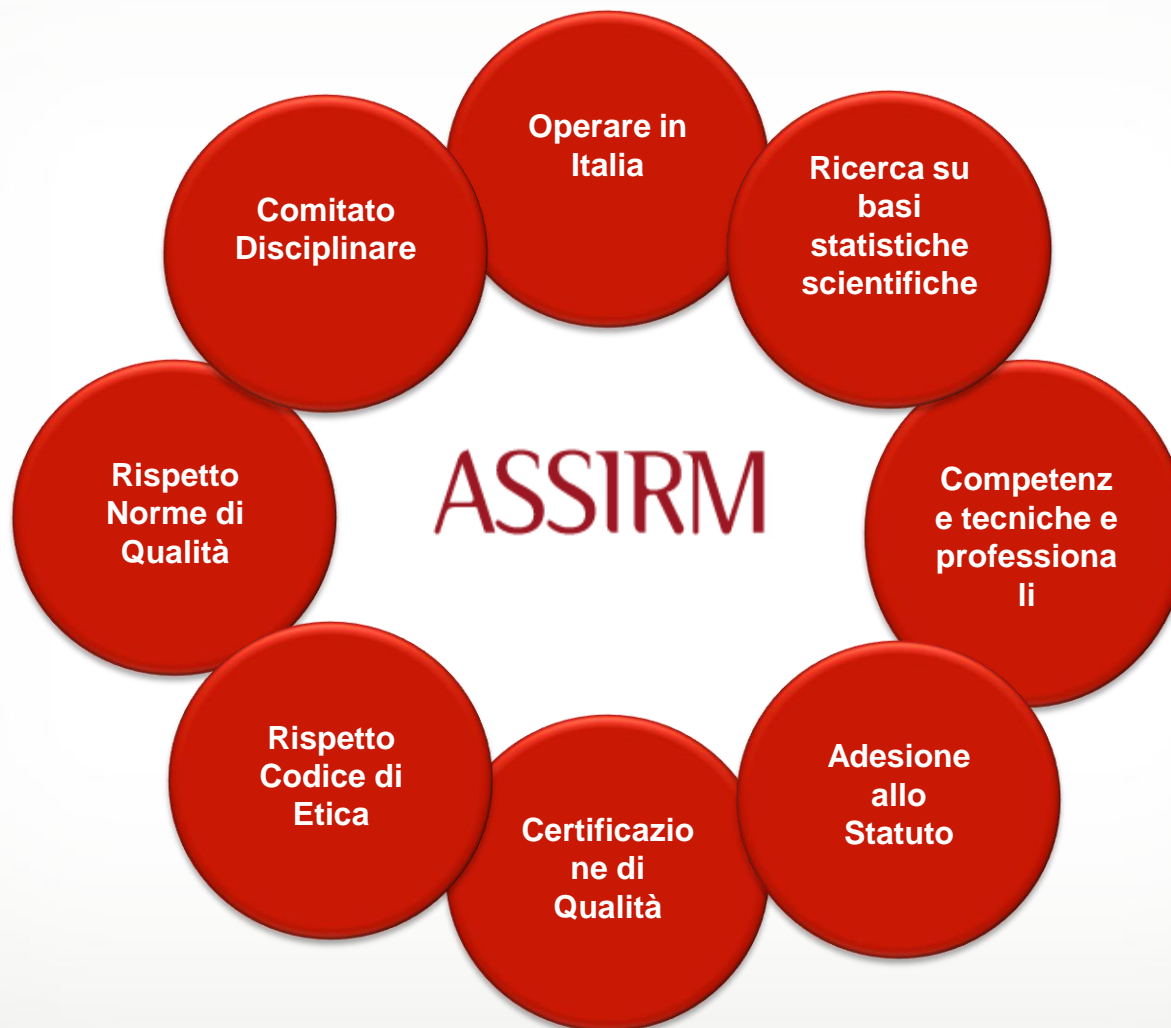 Operare in
Italia
Ricerca su
basi
statistiche
scientifiche
Competenz
e tecniche e
professiona
li
Adesione
allo
Statuto
Certificazio
ne di
Qualità
Rispetto
Codice di
Etica
Rispetto
Norme di
Qualità
Comitato
Disciplinare
ASSIRM